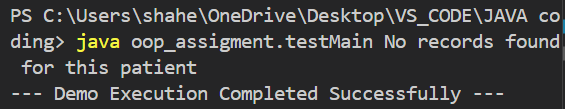 PS C:\Users\shahe\OneDrive\Desktop\VS_CODE\JAVA co
ding> java oop_assigment.testMain No records found
 for this patient
--- Demo Execution Completed Successfully ---